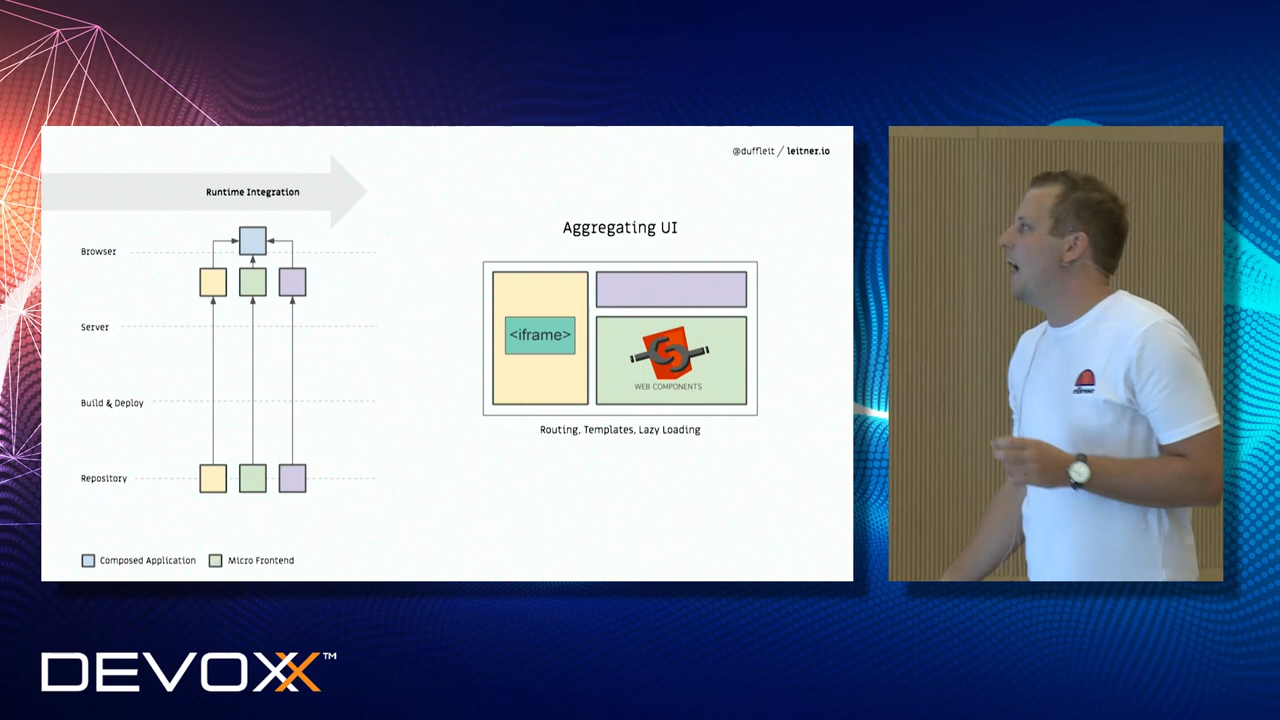 @duffleit / leitner.io
Runtime Integration
Aggregating UI
Browser
<iframe>
WEB COMPONENTS
Server
Routing, Templates, Lazy Loading
Build & Deploy
Repository
Composed Application
Micro Frontend
DEVOXX™